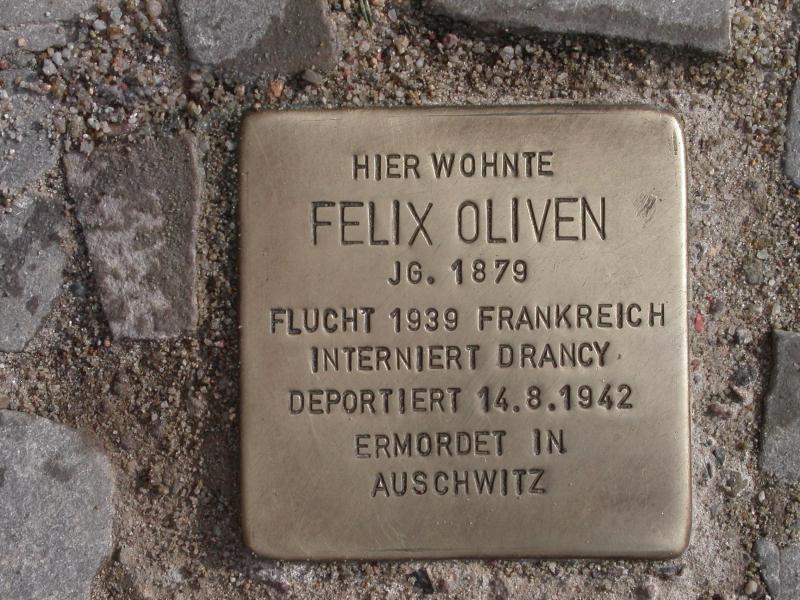 HIER WOHNTE
FELIX OLIVEN
JG. 1879
FLUCHT 1939 FRANKREICH
INTERNIERT DRANCY
DEPORTIERT 14.8.1942
ERMORDET IN
AUSCHWITZ